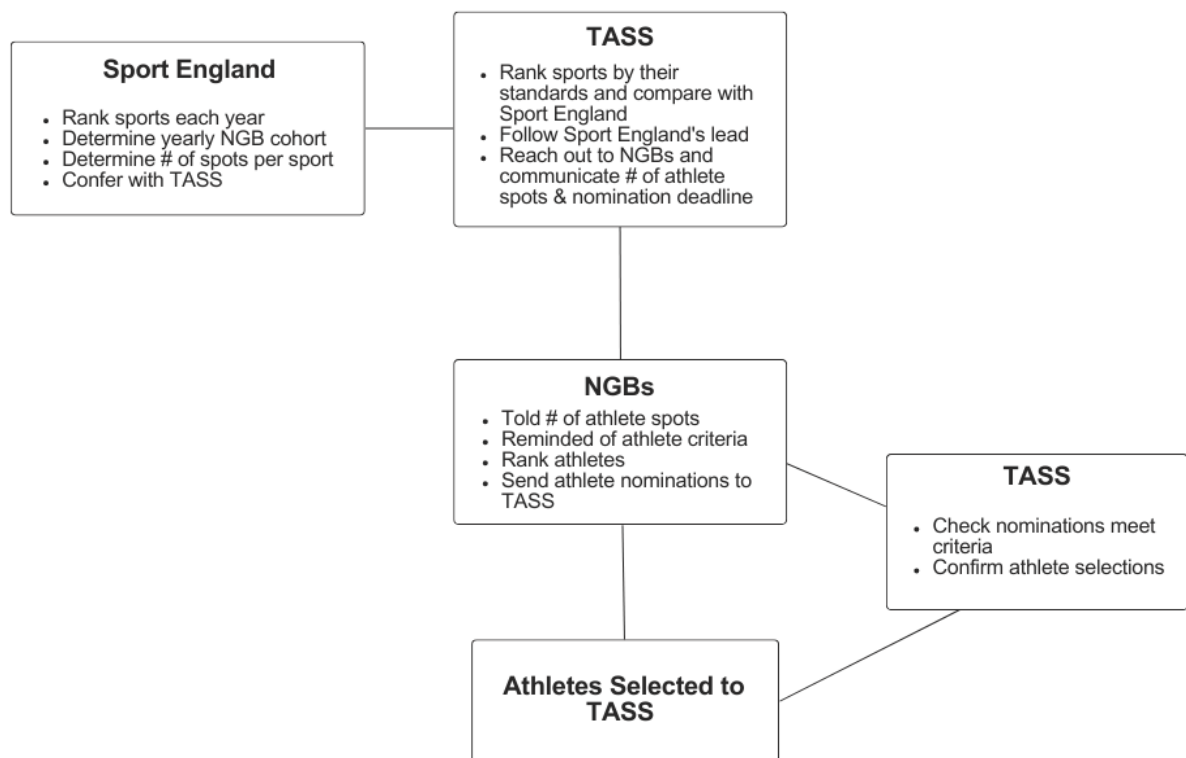 Sport England
• Rank sports each year
• Determine yearly NGB cohort
• Determine # of spots per sport
• Confer with TASS
TASS
• Rank sports by their
standards and compare with
Sport England
• Follow Sport England's lead
• Reach out to NGBs and
communicate # of athlete
spots & nomination deadline
NGBs
• Told # of athlete spots
• Reminded of athlete criteria
• Rank athletes
• Send athlete nominations to
TASS
TASS
• Check nominations meet
criteria
• Confirm athlete selections
Athletes Selected to
TASS